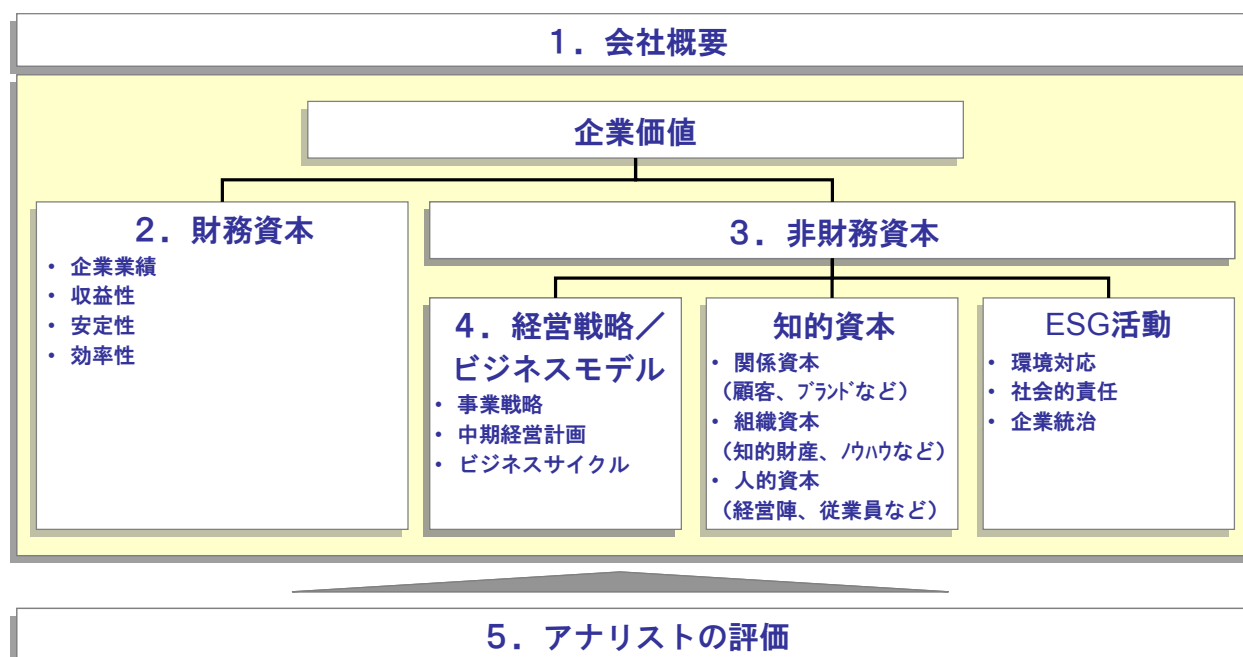 １．会社概要
企業価値
２．財務資本
• 企業業績
• 収益性
• 安定性
• 効率性
３．非財務資本
４．経営戦略／
ビジネスモデル
• 事業戦略
• 中期経営計画
• ビジネスサイクル
知的資本
• 関係資本
（顧客、ﾌﾞﾗﾝﾄﾞなど）
• 組織資本
（知的財産、ﾉｳﾊｳなど）
• 人的資本
（経営陣、従業員など）
ESG活動
• 環境対応
• 社会的責任
• 企業統治
５．アナリストの評価